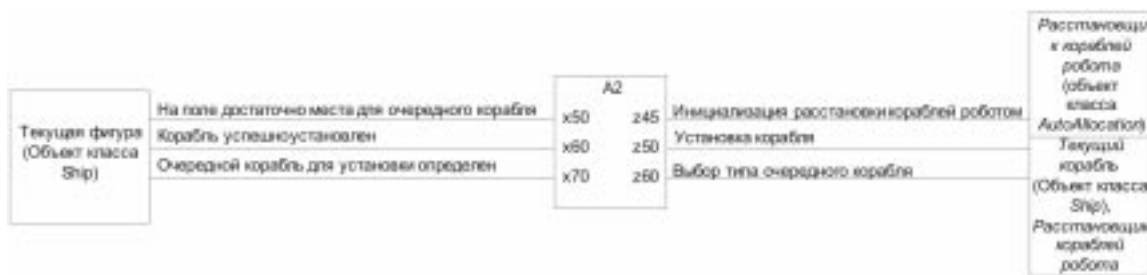 Текущая фигура
(Объект класса
Ship)
На поле достаточно места для очередного корабля
Корабль успешноустановлен
Очередной корабль для установки определен
A2
x50
x60
x70
z45
z50
z60
Инициализация расстановкикораблей роботом
Установка корабля
Выбор типа очередного корабля
Расстановщи
к кораблей
робота
(объект
класса
AutoAllocation)
Текущий
корабль
(Объект класса
Ship),
Расстановщик
кораблей
робота